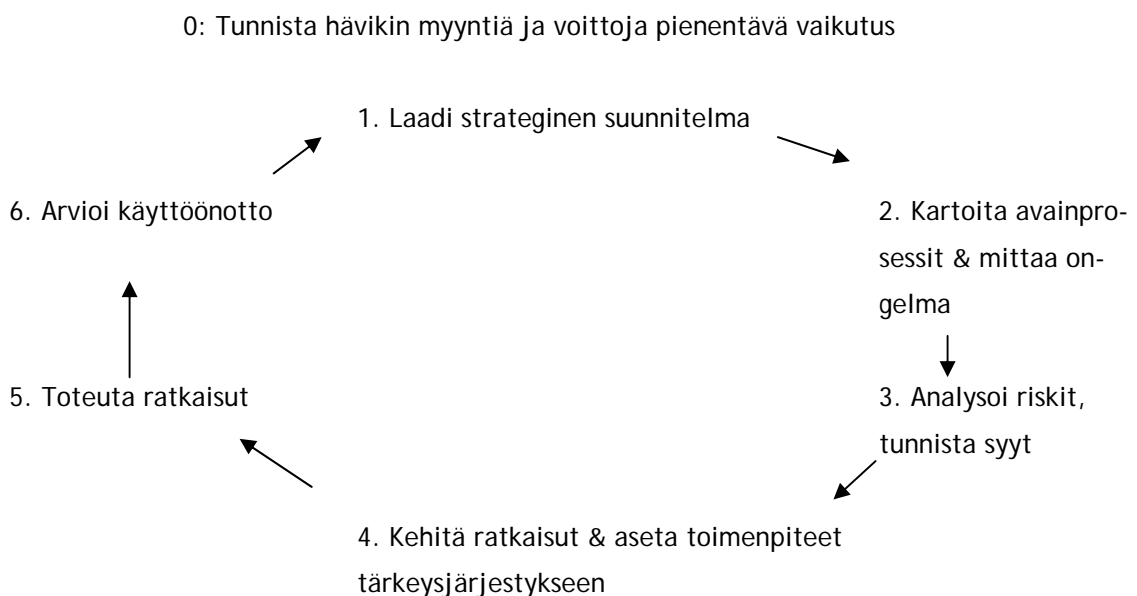 0: Tunnista hävikin myyntiä ja voittoja pienentävä vaikutus
1. Laadi strateginen suunnitelma
2. Kartoita avainpro-
sessit & mittaa on-
gelma
3. Analysoi riskit,
tunnista syyt
4. Kehitä ratkaisut & aseta toimenpiteet
tärkeysjärjestykseen
5. Toteuta ratkaisut
6. Arvioi käyttöönotto